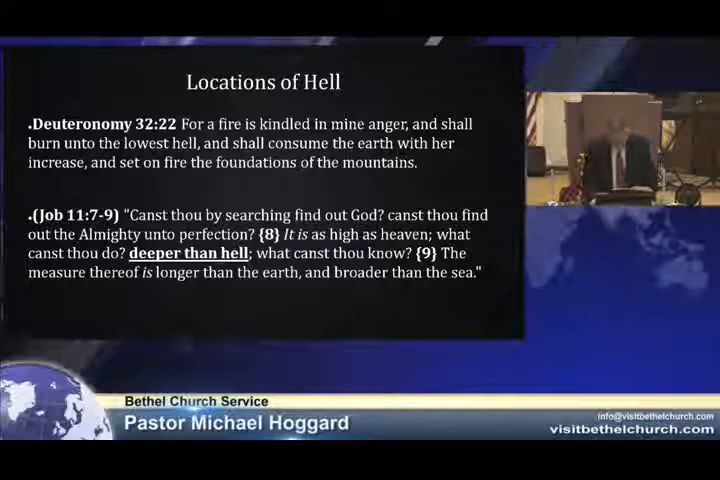 Locations of Hell
.Deuteronomy 32:22 For a fire is kindled in mine anger, and shall
burn unto the lowest hell, and shall consume the earth with her
increase, and set on fire the foundations of the mountains.
.(Job 11:7-9) "Canst thou by searching find out God? canst thou find
out the Almighty unto perfection? {8} It is as high as heaven; what
canst thou do? deeper than hell; what canst thou know? {9} The
measure thereof is longer than the earth, and broader than the sea."
Bethel Church Service
Pastor Michael Hoggard
info@visitbethelchurch.com
visitbethelchurch.com